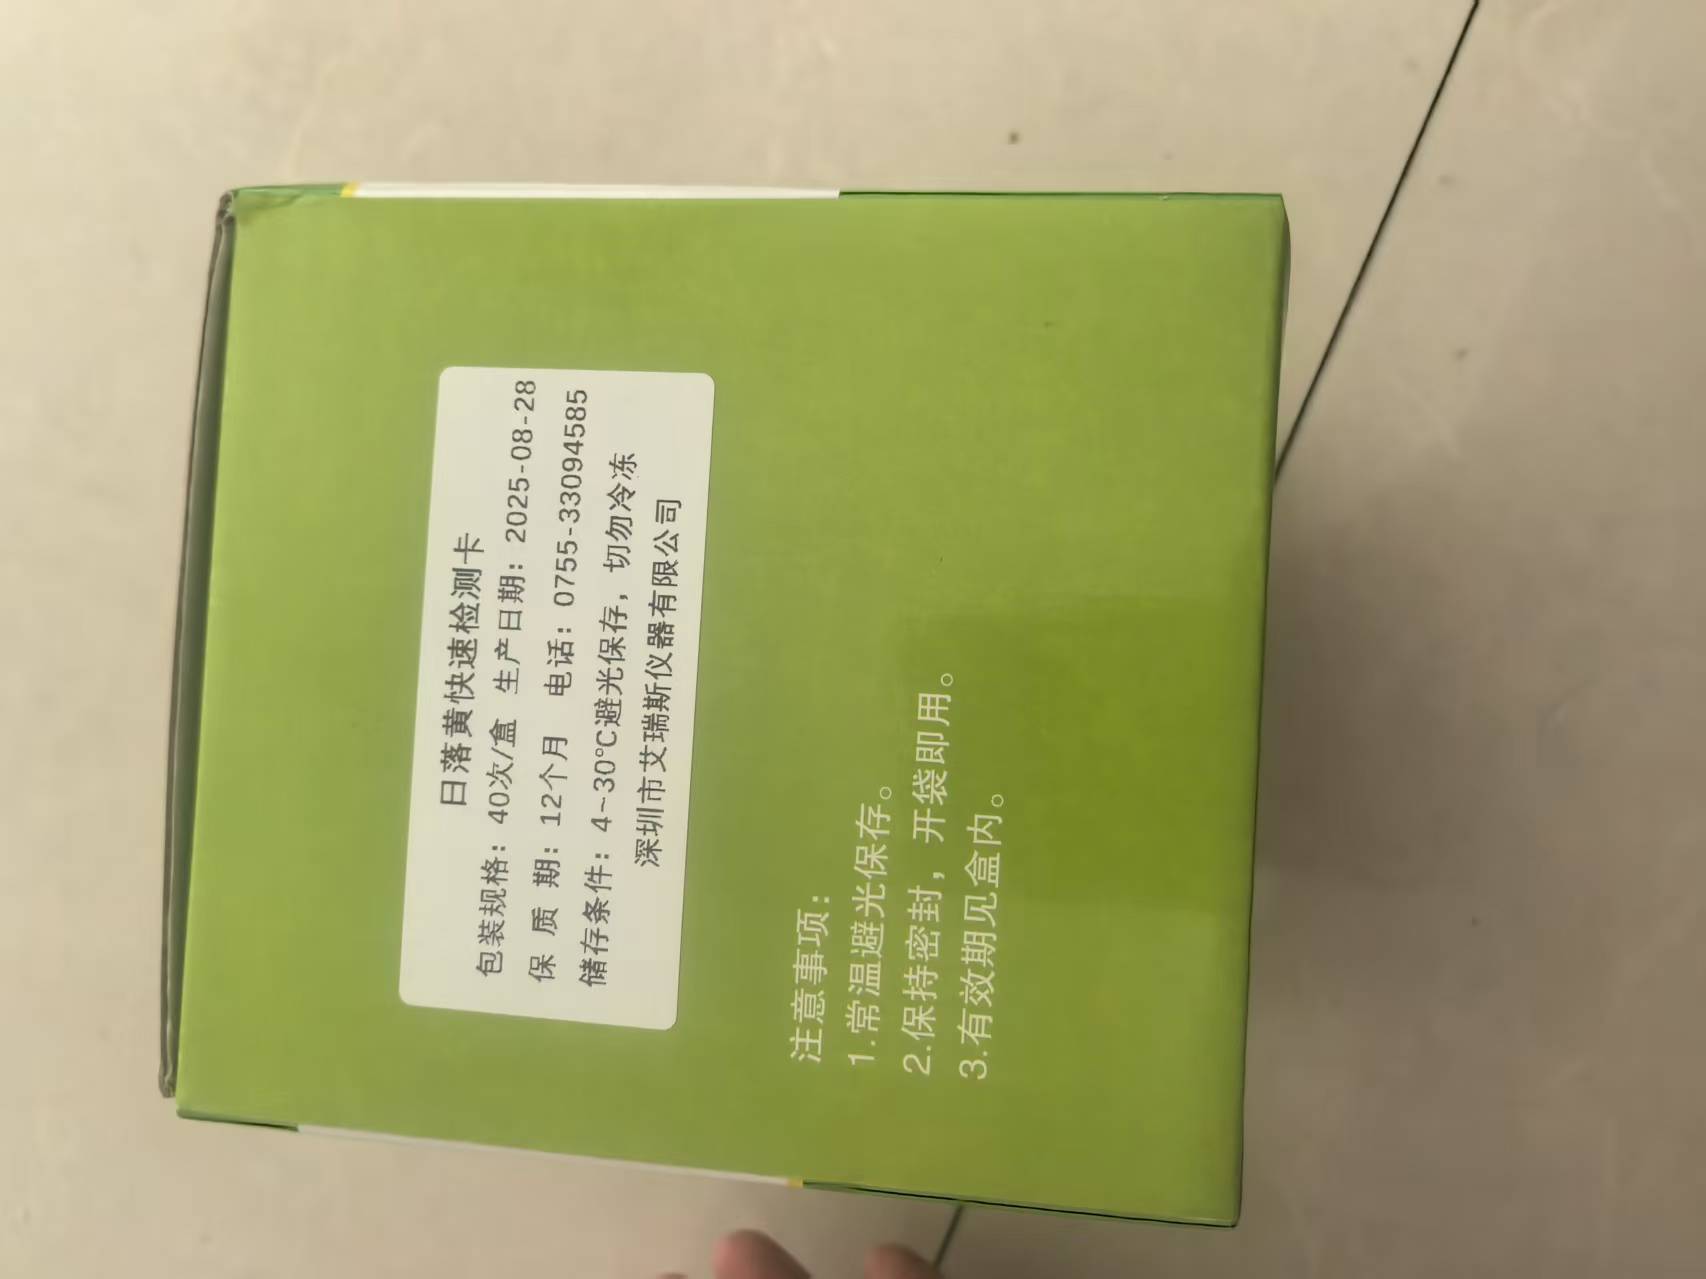 日落黄快速检测卡
包装规格：40次/盒 生产日期：2025-08-28
保 质 期：12个月 电话：0755-33094585
储存条件：4~30℃避光保存，切勿冷冻
深圳市艾瑞斯仪器有限公司
注意事项：
1.常温避光保存。
2.保持密封，开袋即用。
3.有效期见盒内。